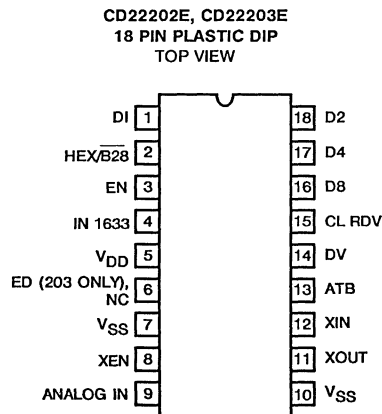 CD22202E, CD22203E
18 PIN PLASTIC DIP
TOP VIEW
DI 1 18 D2
HEX/B28 2 17 D4
EN 3 16 D8
IN 1633 4 15 CL RDV
VDD 5 14 DV
ED (203 ONLY),
NC 6 13 ATB
VSS 7 12 XIN
XEN 8 11 XOUT
ANALOG IN 9 10 VSS